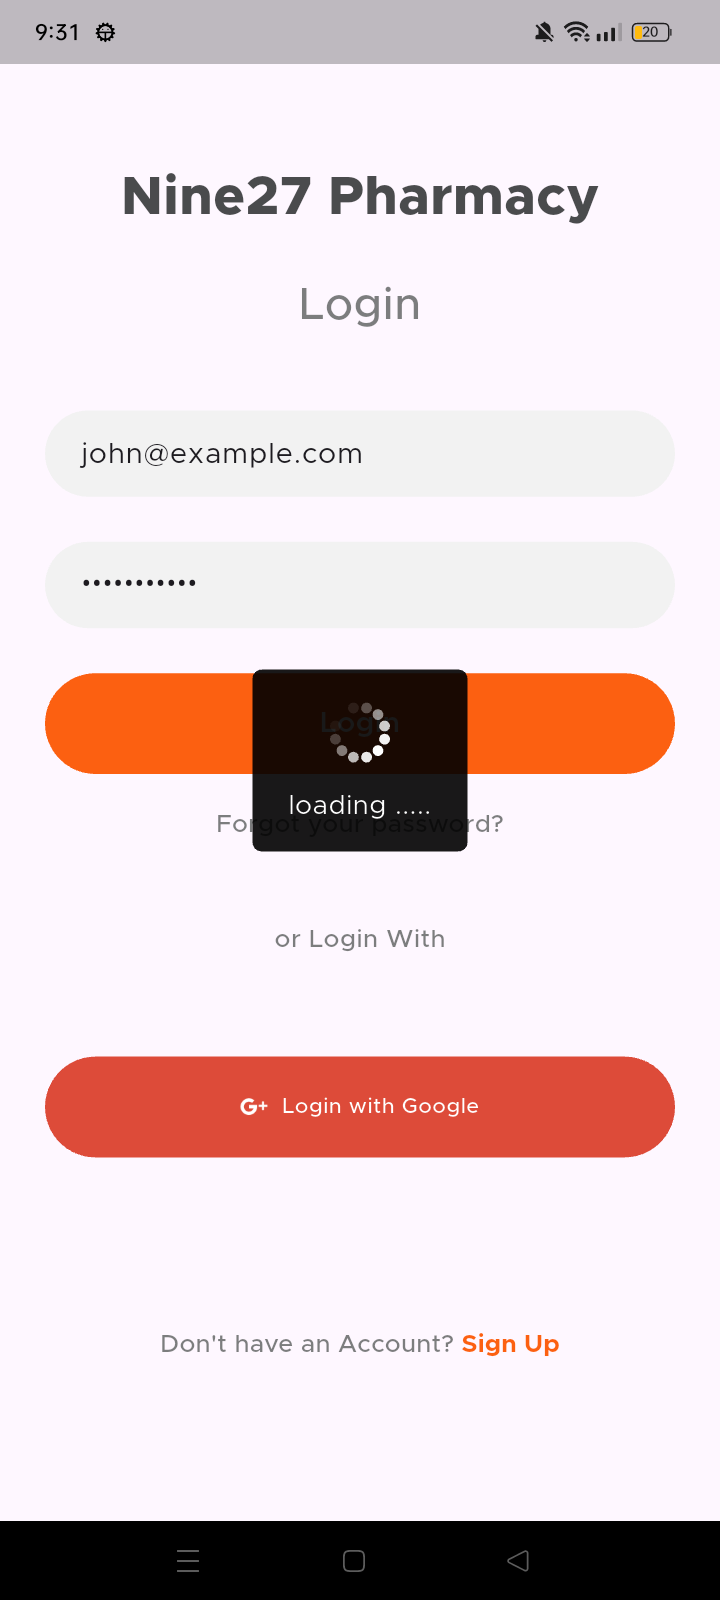 9:31
20
Nine27 Pharmacy
Login
john@example.com
•••••••••••
Login
loading .....
Forgot your password?
or Login With
G+ Login with Google
Don't have an Account? Sign Up